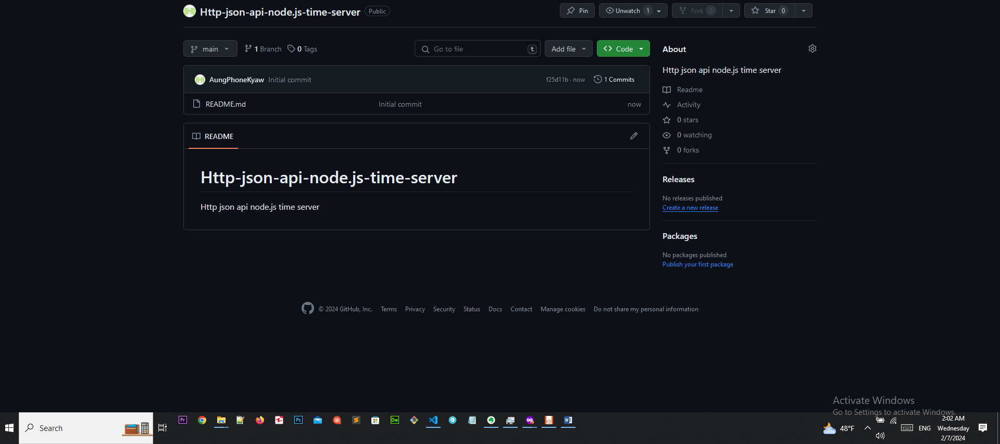 Http-json-api-node.js-time-server Public Pin Unwatch 1 Fork 0 Star 0
main 1 Branch 0 Tags Go to file t Add file Code About
Http json api node.js time server
AungPhoneKyaw Initial commit f25d11b · now 1 Commits
Readme
README.md Initial commit now
Activity
0 stars
0 watching
0 forks
README
Http-json-api-node.js-time-server
Http json api node.js time server
Releases
No releases published
Create a new release
Packages
No packages published
Publish your first package
© 2024 GitHub, Inc. Terms Privacy Security Status Docs Contact Manage cookies Do not share my personal information
Activate Windows
Go to Settings to activate Windows.
Search
Pr
Ps
Dw
48°F
ENG
2:02 AM
Wednesday
2/7/2024